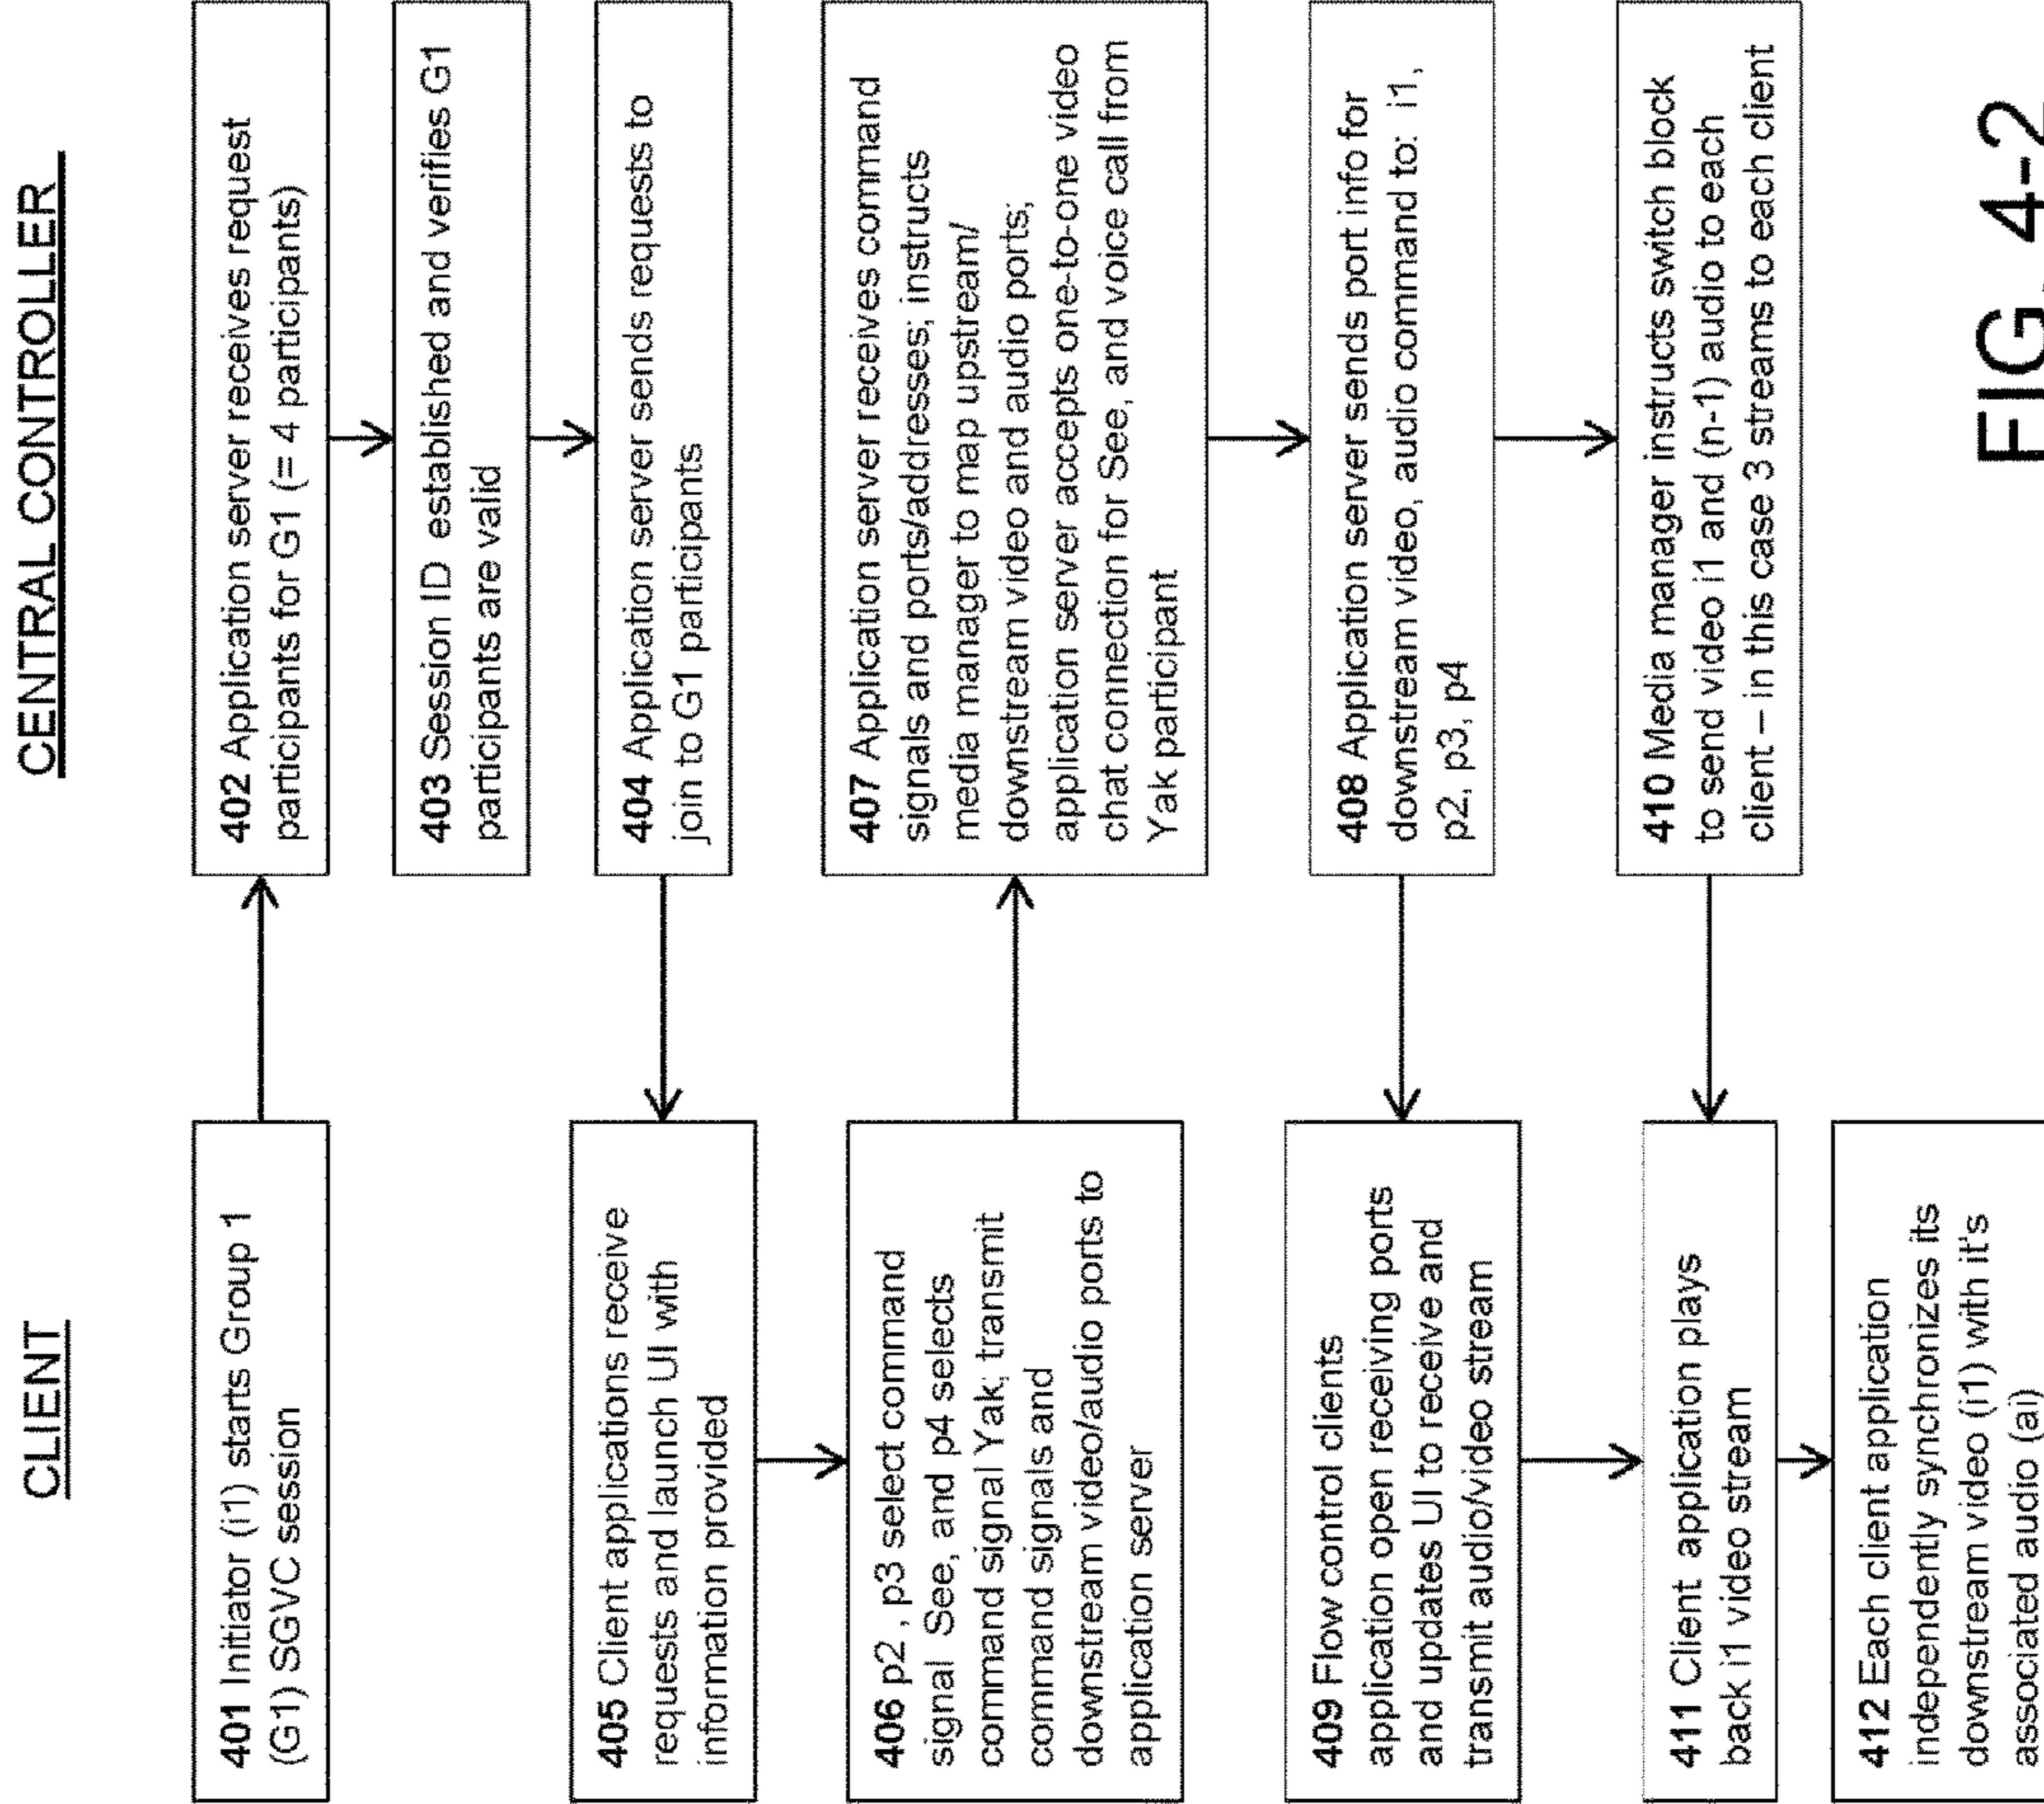 CLIENT
CENTRAL CONTROLLER
401 Initiator (i1) starts Group 1
(G1) SGVC session
402 Application server receives request
participants for G1 (= 4 participants)
403 Session ID established and verifies G1
participants are valid
404 Application server sends requests to
join to G1 participants
405 Client applications receive
requests and launch UI with
information provided
406 p2 , p3 select command
signal See, and p4 selects
command signal Yak; transmit
command signals and
downstream video/audio ports to
application server
407 Application server receives command
signals and ports/addresses; instructs
media manager to map upstream/
downstream video and audio ports;
application server accepts one-to-one video
chat connection for See, and voice call from
Yak participant
408 Application server sends port info for
downstream video, audio command to: i1,
p2, p3, p4
409 Flow control clients
application open receiving ports
and updates UI to receive and
transmit audio/video stream
410 Media manager instructs switch block
to send video i1 and (n-1) audio to each
client – in this case 3 streams to each client
411 Client application plays
back i1 video stream
412 Each client application
independently synchronizes its
downstream video (i1) with it's
associated audio (ai)
FIG. 4-2